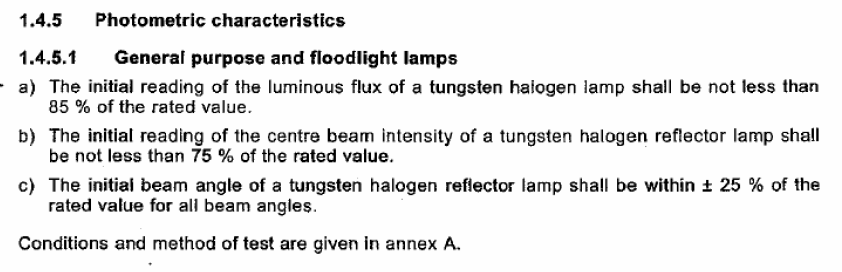 1.4.5 Photometric characteristics
1.4.5.1 General purpose and floodlight lamps
a) The initial reading of the luminous flux of a tungsten halogen lamp shall be not less than
85 % of the rated value.
b) The initial reading of the centre beam intensity of a tungsten halogen reflector lamp shall
be not less than 75 % of the rated value.
c) The initial beam angle of a tungsten halogen reflector lamp shall be within ± 25 % of the
rated value for all beam angles.
Conditions and method of test are given in annex A.